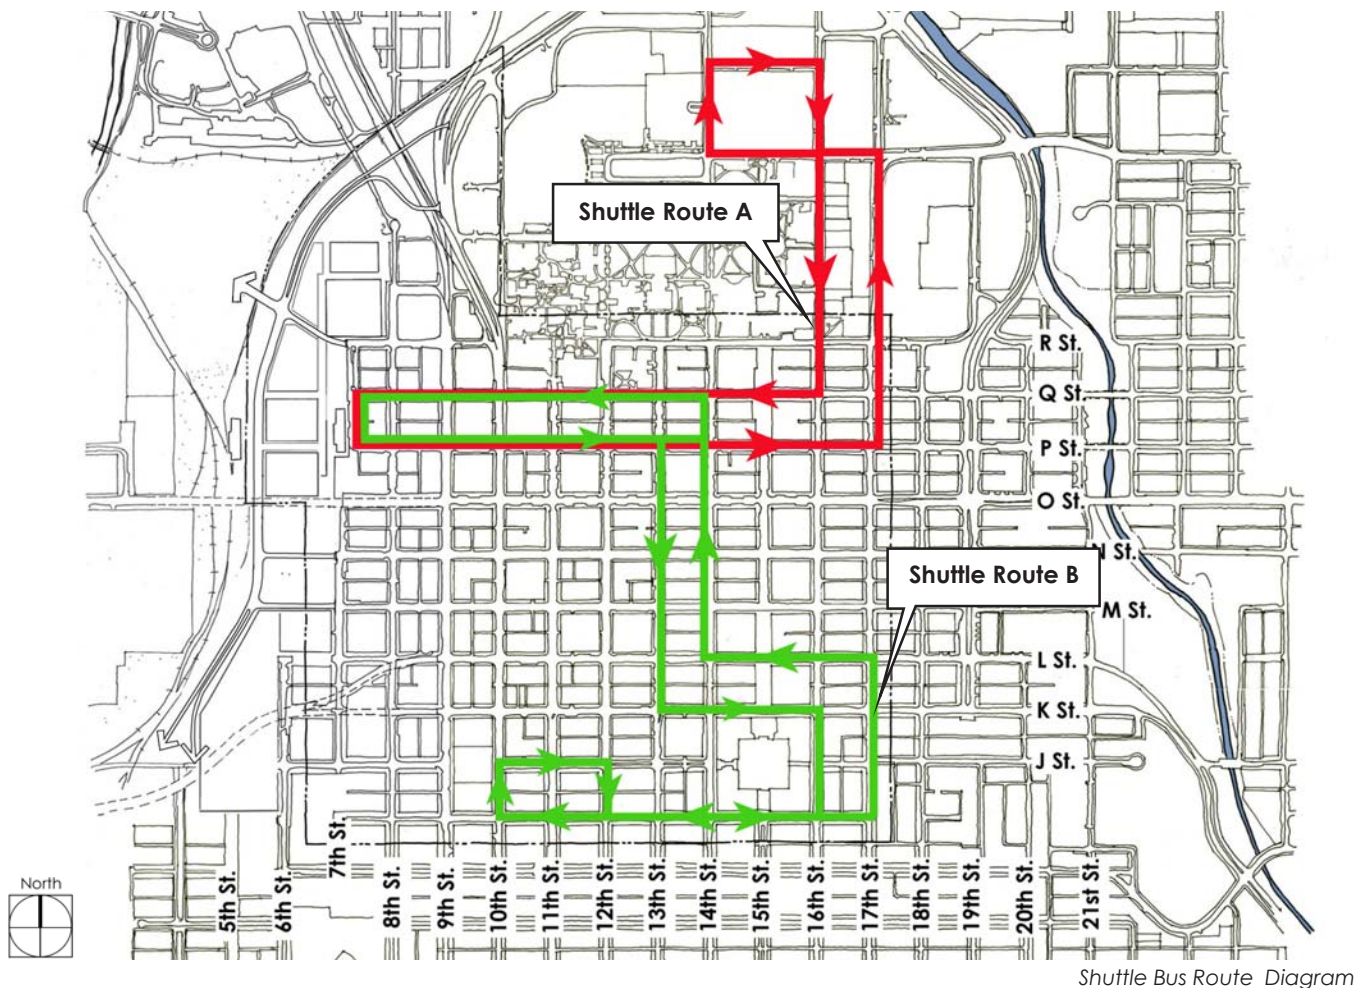 Shuttle Route A
R St.
Q St.
P St.
O St.
N St.
Shuttle Route B
M St.
L St.
K St.
J St.
North
5th St.
6th St.
7th St.
8th St.
9th St.
10th St.
11th St.
12th St.
13th St.
14th St.
15th St.
16th St.
17th St.
18th St.
19th St.
20th St.
21st St.
Shuttle Bus Route Diagram